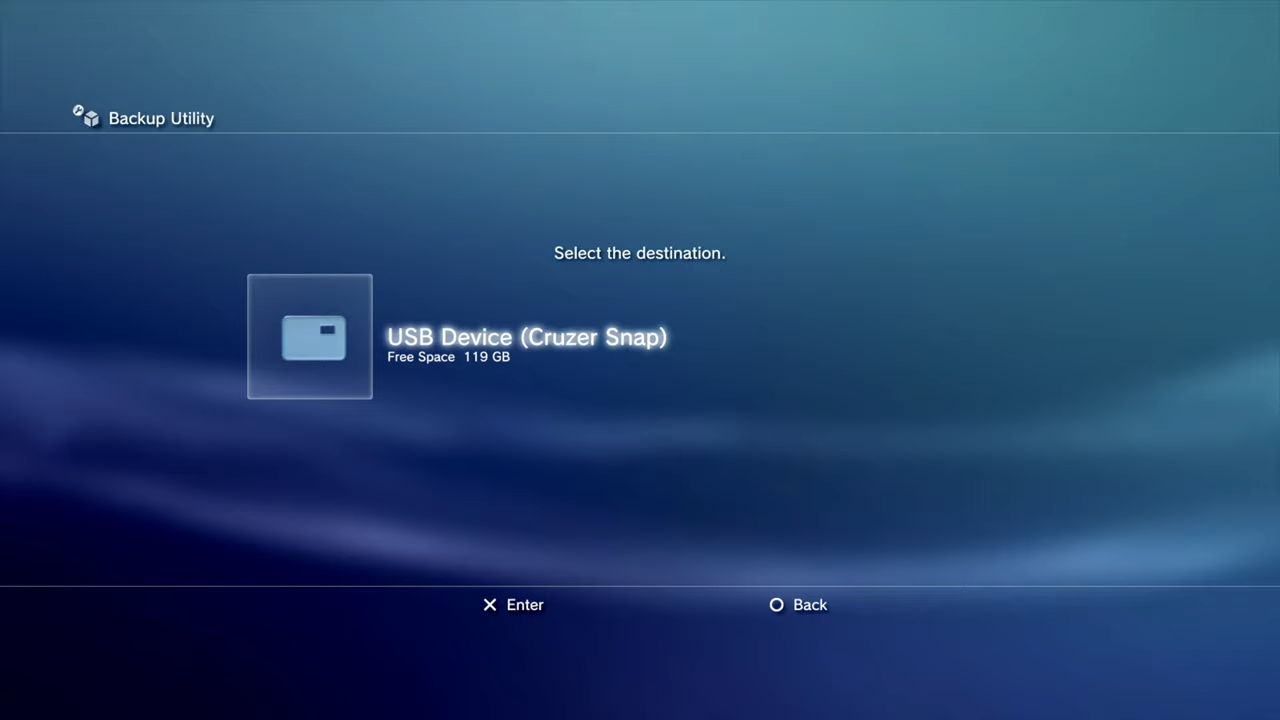 Backup Utility
Select the destination.
USB Device (Cruzer Snap)
Free Space 119 GB
Enter
Back